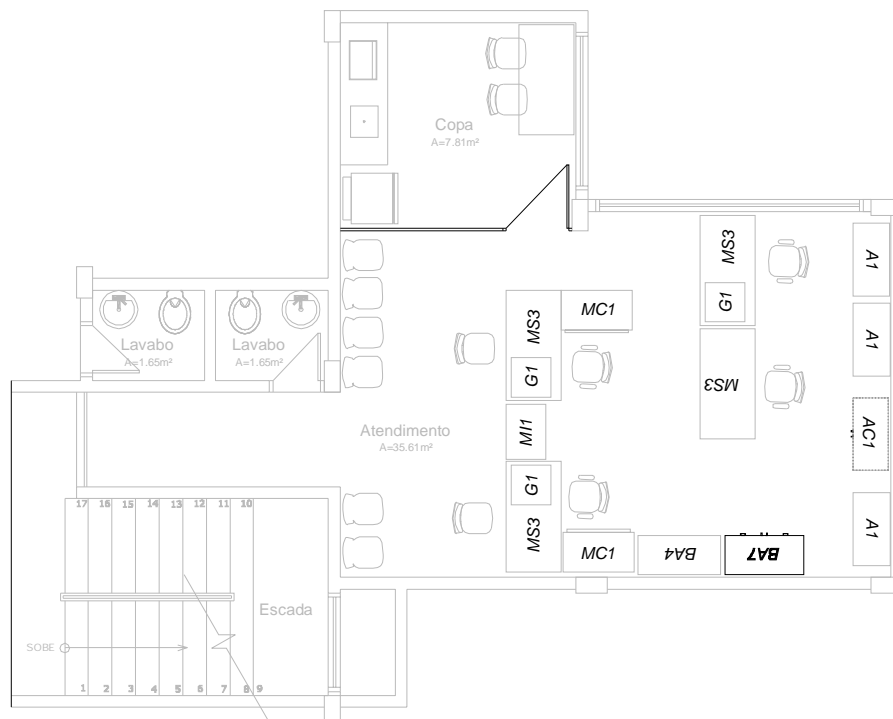 Copa
A=7.81m²
MS3
G1
A1
MC1
MS3
G1
A1
Lavabo
A=1.65m²
Lavabo
A=1.65m²
MS3
Atendimento
A=35.61m²
MI1
AC1
G1
MS3
MC1
BA4
BA7
A1
17 16 15 14 13 12 11 10
Escada
SOBE
1 2 3 4 5 6 7 8 9